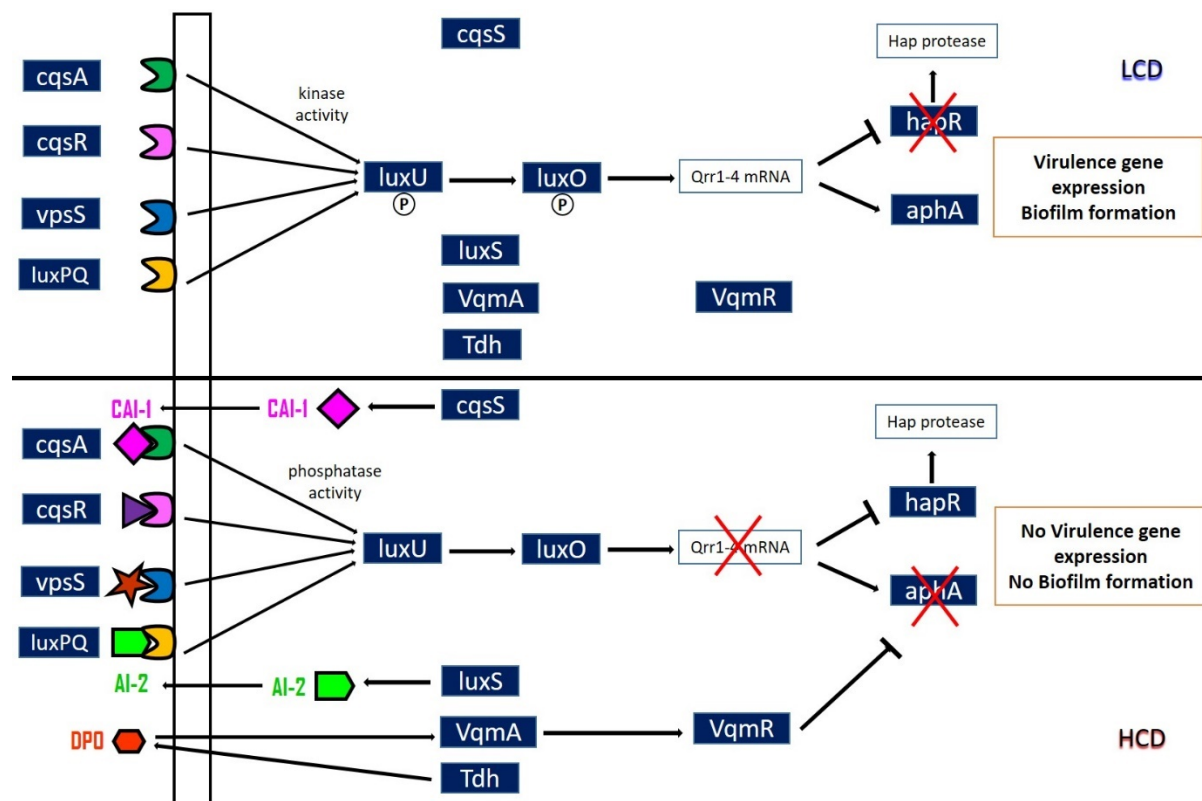 cqsS
Hap protease
LCD
cqsA
kinase
activity
hapR
cqsR
Virulence gene
expression
Biofilm formation
luxU
luxO
Qrr1-4 mRNA
P
P
vpsS
aphA
luxS
luxPQ
VqmA
VqmR
Tdh
CAI-1
CAI-1
cqsS
Hap protease
cqsA
phosphatase
activity
cqsR
hapR
No Virulence gene
expression
No Biofilm formation
luxU
luxO
Qrr1-4 mRNA
vpsS
aphA
luxPQ
AI-2
AI-2
luxS
DPO
VqmA
VqmR
HCD
Tdh